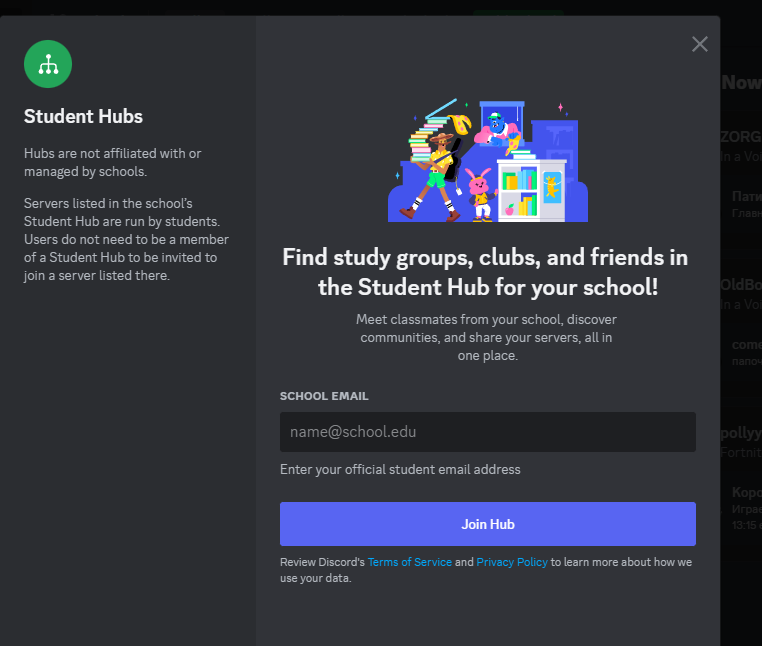 Student Hubs
Hubs are not affiliated with or
managed by schools.
Servers listed in the school's
Student Hub are run by students.
Users do not need to be a member
of a Student Hub to be invited to
join a server listed there.
Find study groups, clubs, and friends in
the Student Hub for your school!
Meet classmates from your school, discover
communities, and share your servers, all in
one place.
SCHOOL EMAIL
name@school.edu
Enter your official student email address
Join Hub
Review Discord's Terms of Service and Privacy Policy to learn more about how we
use your data.
Now
ZORG
In a Vo
Пати
Главн
OldBo
In a Vo
come
папоч
pollyy
Fortnit
Коро
Играе
13:15